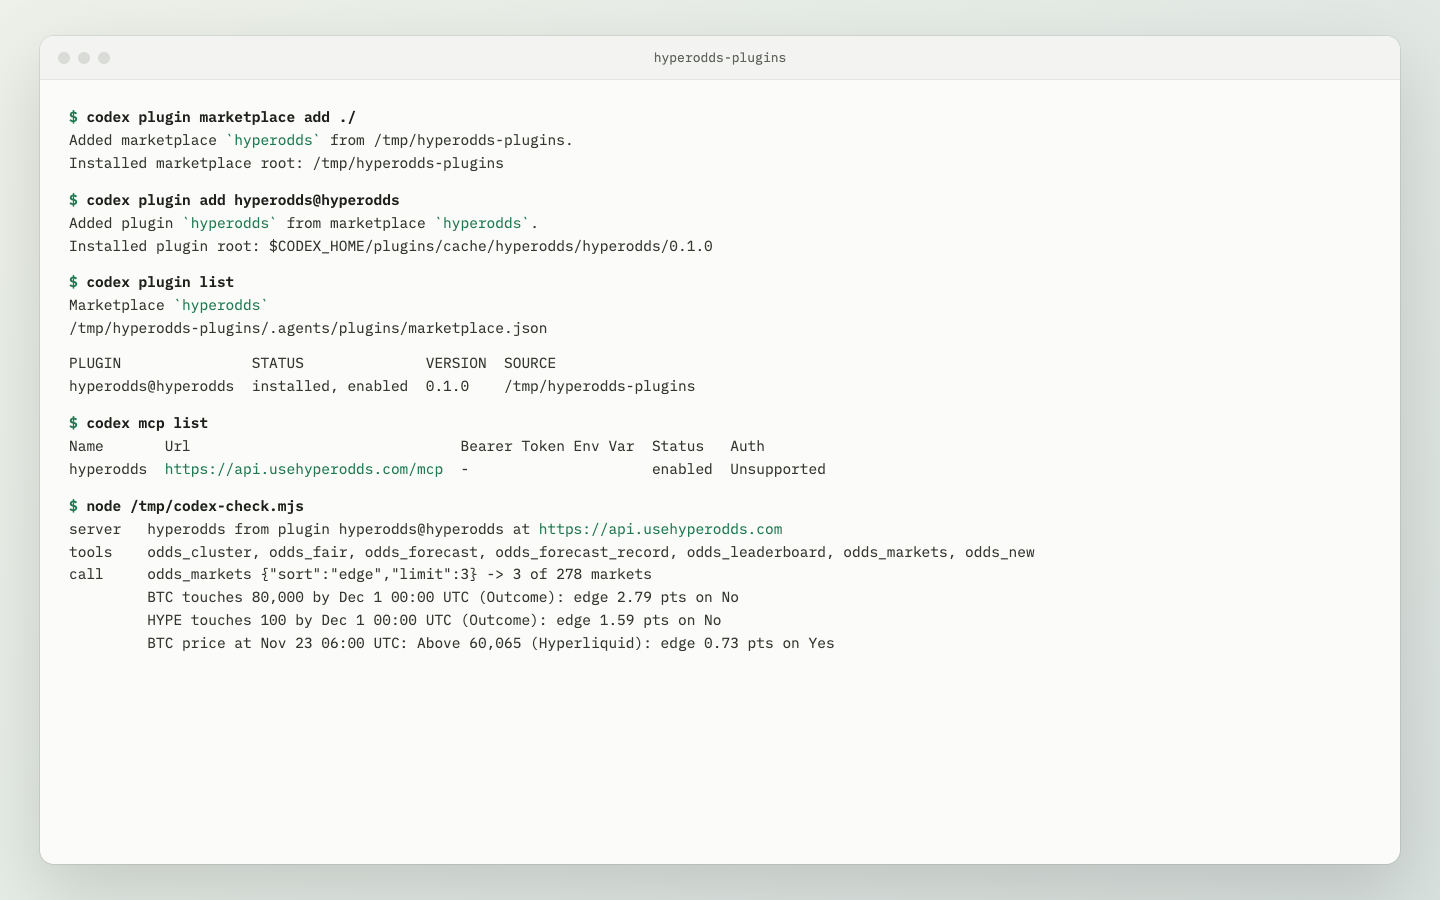 hyperodds-plugins
$ codex plugin marketplace add ./
Added marketplace `hyperodds` from /tmp/hyperodds-plugins.
Installed marketplace root: /tmp/hyperodds-plugins
$ codex plugin add hyperodds@hyperodds
Added plugin `hyperodds` from marketplace `hyperodds`.
Installed plugin root: $CODEX_HOME/plugins/cache/hyperodds/hyperodds/0.1.0
$ codex plugin list
Marketplace `hyperodds`
/tmp/hyperodds-plugins/.agents/plugins/marketplace.json
PLUGIN               STATUS              VERSION  SOURCE
hyperodds@hyperodds  installed, enabled  0.1.0    /tmp/hyperodds-plugins
$ codex mcp list
Name       Url                               Bearer Token Env Var  Status   Auth
hyperodds  https://api.usehyperodds.com/mcp  -                     enabled  Unsupported
$ node /tmp/codex-check.mjs
server   hyperodds from plugin hyperodds@hyperodds at https://api.usehyperodds.com
tools    odds_cluster, odds_fair, odds_forecast, odds_forecast_record, odds_leaderboard, odds_markets, odds_new
call     odds_markets {"sort":"edge","limit":3} -> 3 of 278 markets
         BTC touches 80,000 by Dec 1 00:00 UTC (Outcome): edge 2.79 pts on No
         HYPE touches 100 by Dec 1 00:00 UTC (Outcome): edge 1.59 pts on No
         BTC price at Nov 23 06:00 UTC: Above 60,065 (Hyperliquid): edge 0.73 pts on Yes